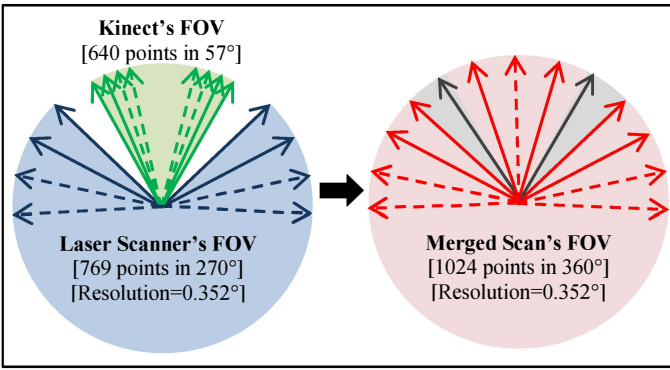 Kinect's FOV
[640 points in 57°]
Laser Scanner's FOV
[769 points in 270°]
[Resolution=0.352°]
Merged Scan's FOV
[1024 points in 360°]
[Resolution=0.352°]